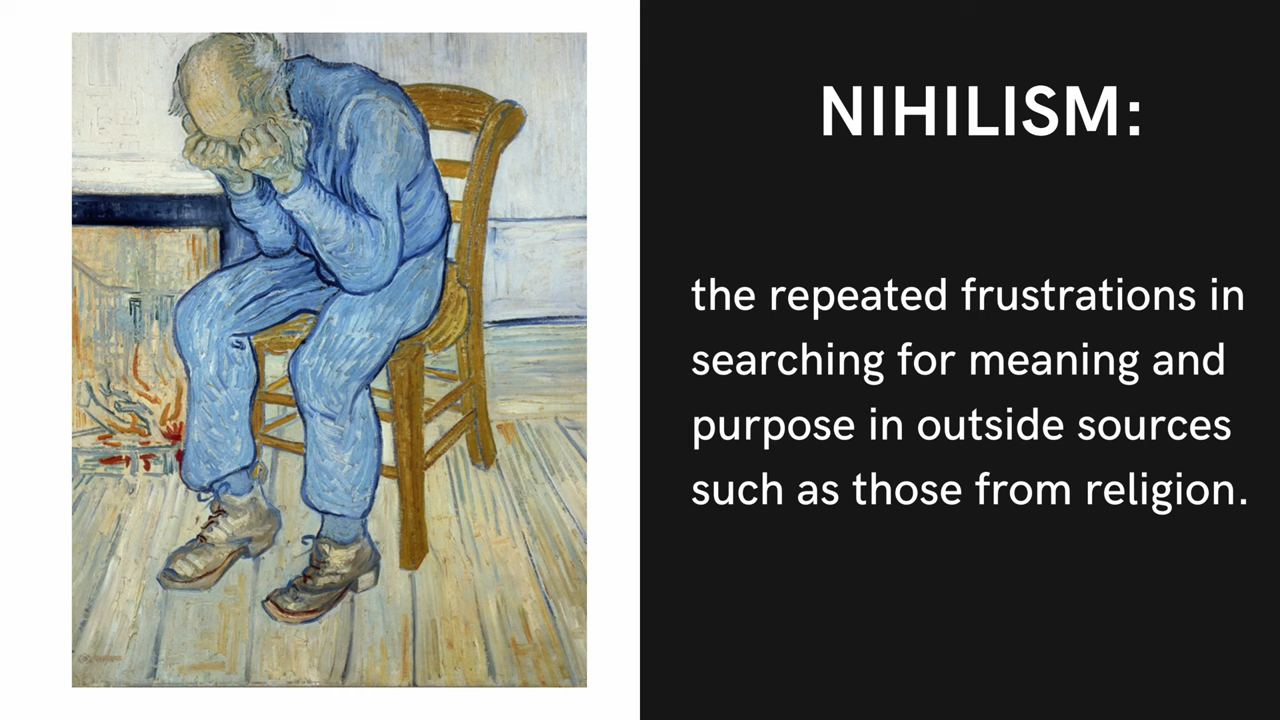 NIHILISM:
the repeated frustrations in
searching for meaning and
purpose in outside sources
such as those from religion.